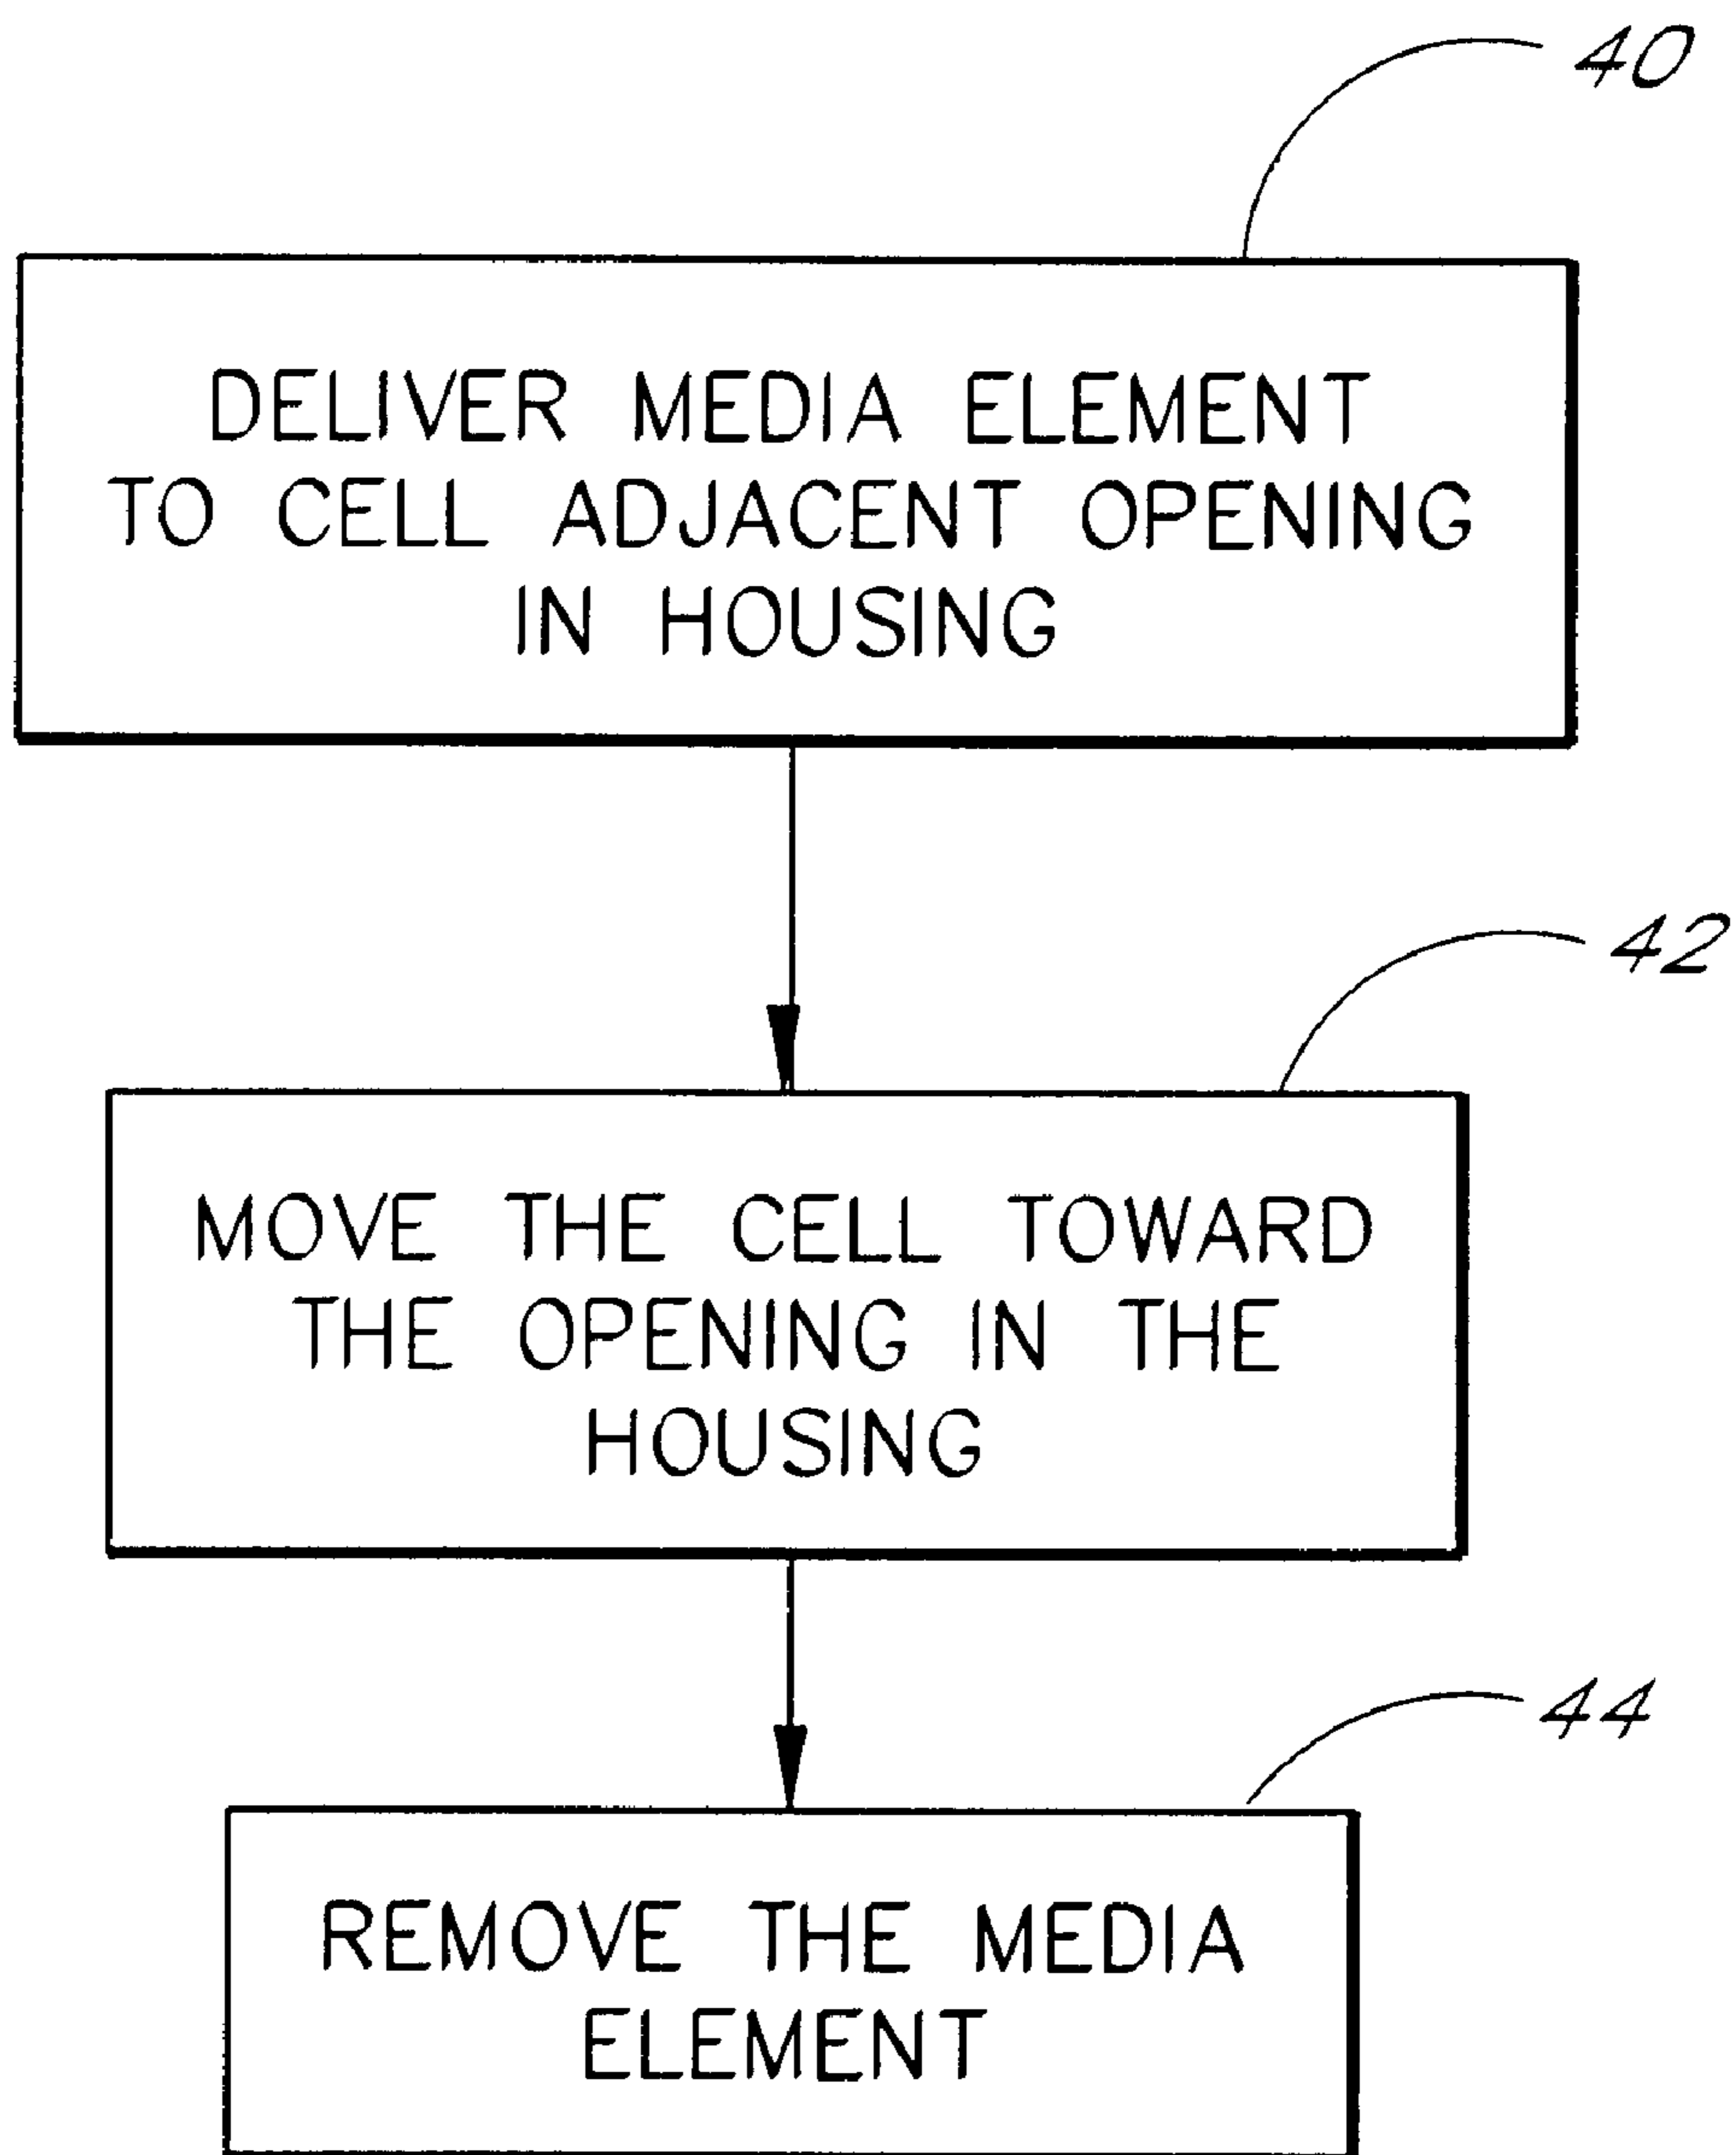 40
DELIVER MEDIA ELEMENT
TO CELL ADJACENT OPENING
IN HOUSING
42
MOVE THE CELL TOWARD
THE OPENING IN THE
HOUSING
44
REMOVE THE MEDIA
ELEMENT